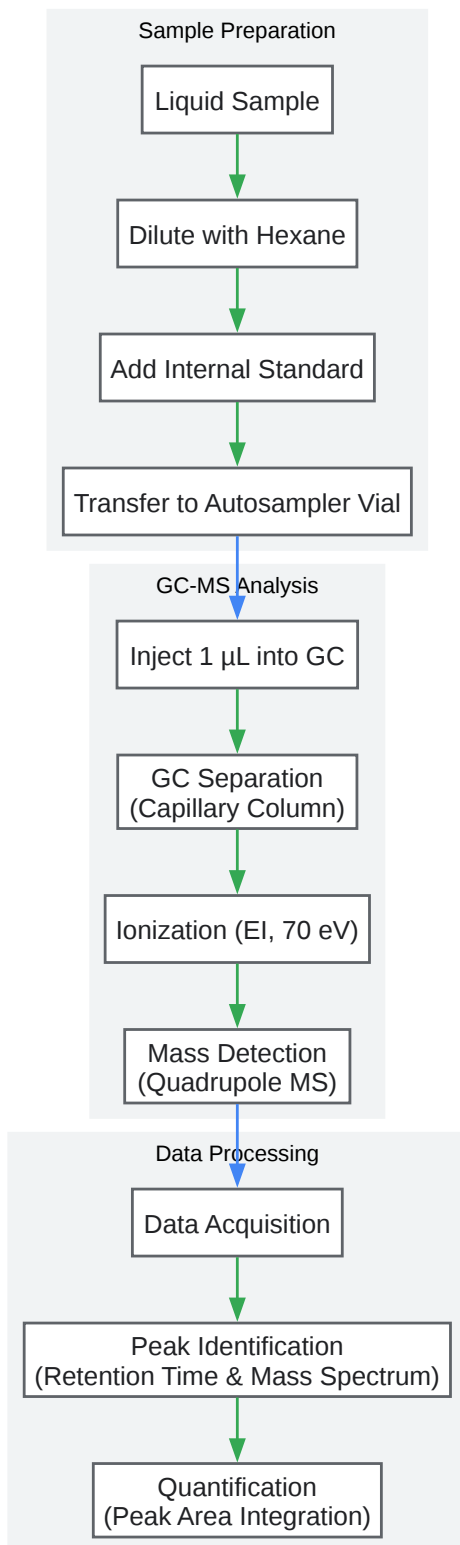 Sample Preparation
Liquid Sample
Dilute with Hexane
Add Internal Standard
Transfer to Autosampler Vial
GC-MS Analysis
Inject 1 µL into GC
GC Separation
(Capillary Column)
Ionization (EI, 70 eV)
Mass Detection
(Quadrupole MS)
Data Processing
Data Acquisition
Peak Identification
(Retention Time & Mass Spectrum)
Quantification
(Peak Area Integration)